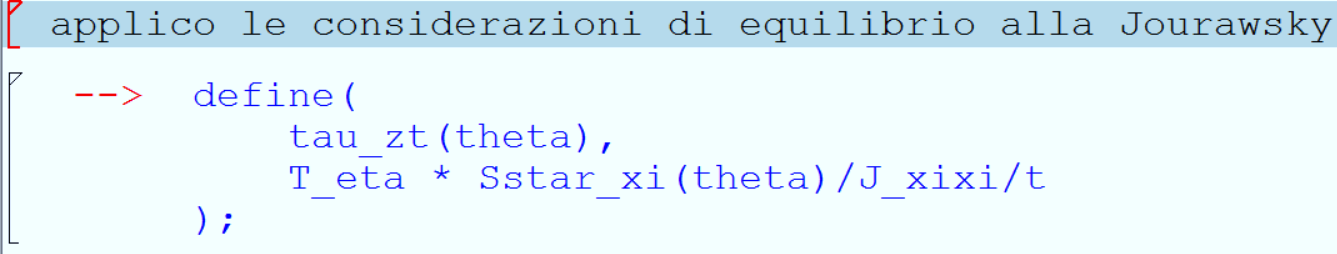 applico le considerazioni di equilibrio alla Jourawsky
--> define(
tau_zt(theta),
T_eta * Sstar_xi(theta)/J_xixi/t
);